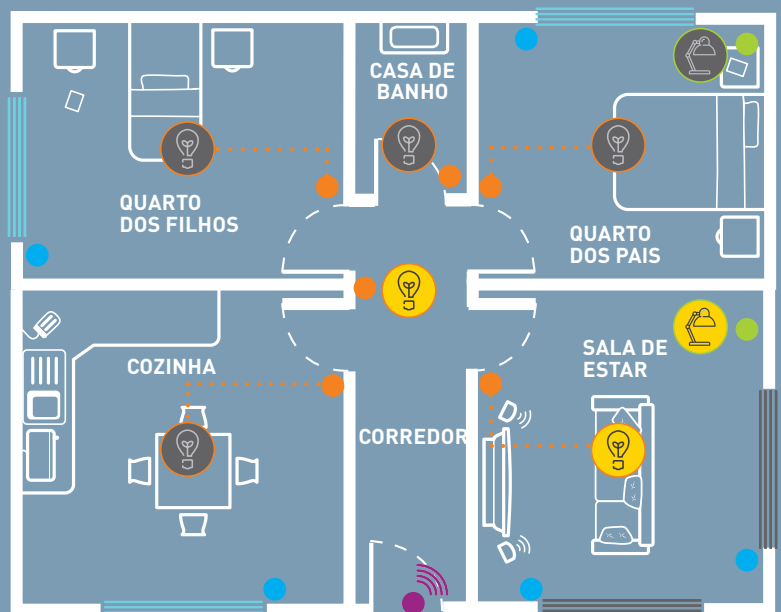 CASA DE
BANHO
QUARTO
DOS FILHOS
QUARTO
DOS PAIS
COZINHA
SALA DE
ESTAR
CORREDOR